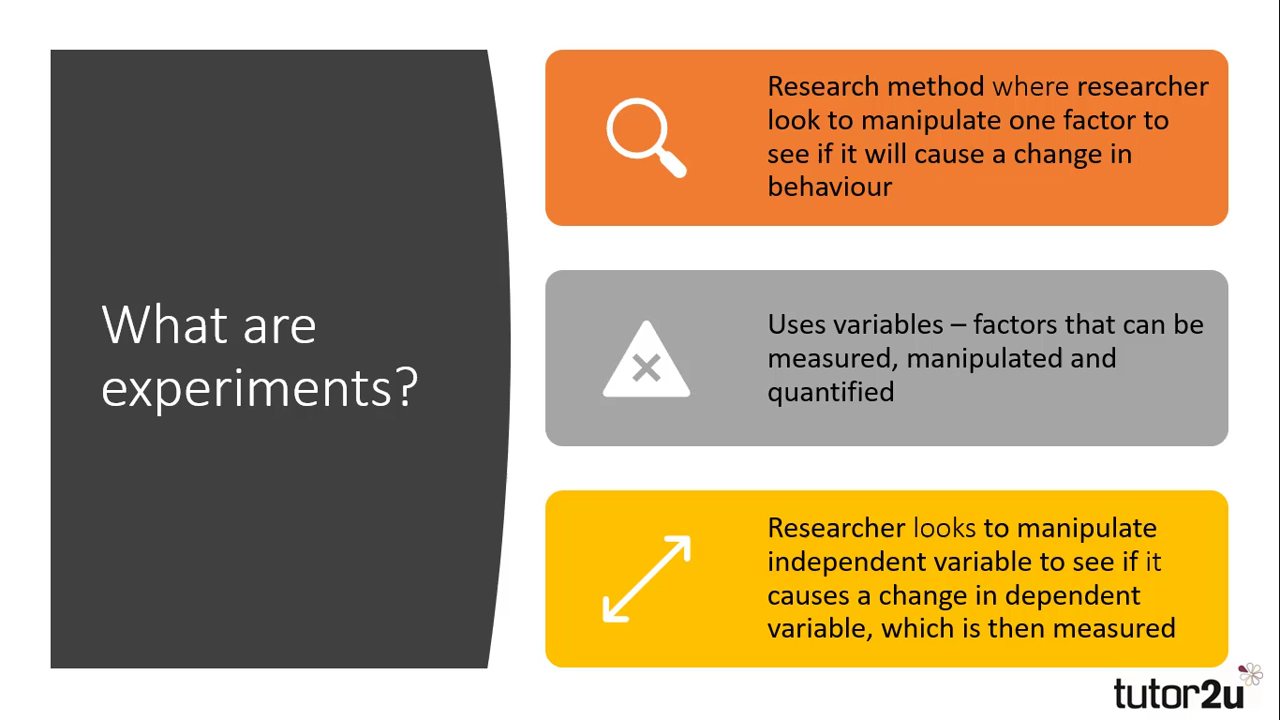 What are
experiments?
Research method where researcher
look to manipulate one factor to
see if it will cause a change in
behaviour
Uses variables – factors that can be
measured, manipulated and
quantified
Researcher looks to manipulate
independent variable to see if it
causes a change in dependent
variable, which is then measured
tutor2u